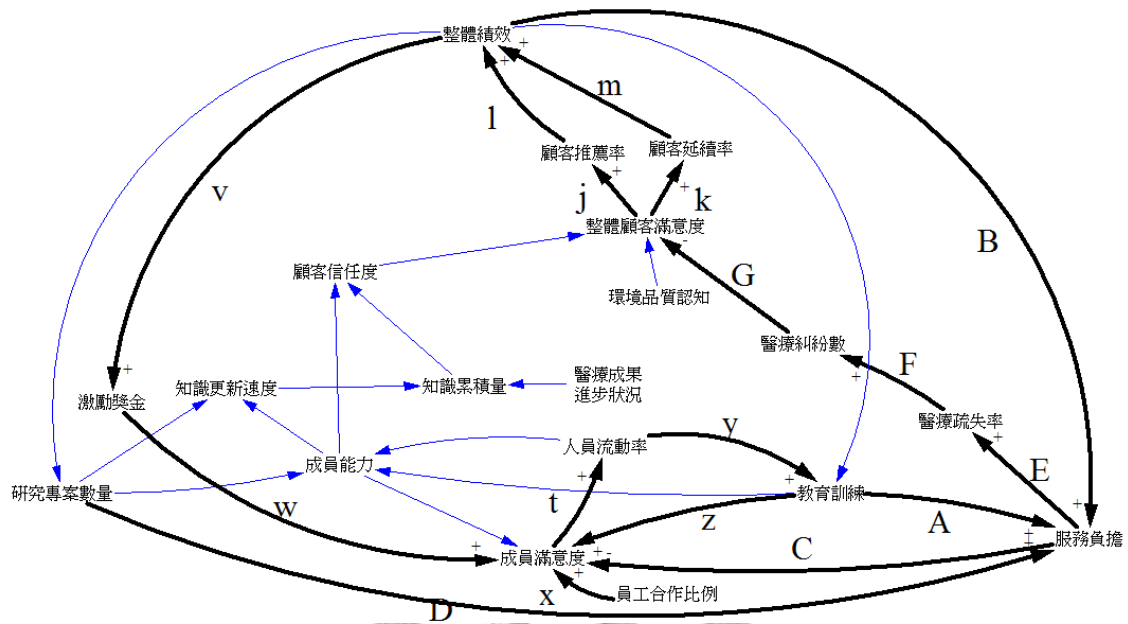 整體績效
+
+
m
l
顧客推薦率
顧客延續率
+
+
v
j
k
整體顧客滿意度
-
B
顧客信任度
G
環境品質認知
醫療糾紛數
F
+
+
激勵獎金
知識更新速度
知識累積量
醫療成果
進步狀況
醫療疏失率
+
y
人員流動率
成員能力
E
研究專案數量
+
t
+
教育訓練
+
w
z
A
+
+
服務負擔
+
成員滿意度
+
-
C
+
x
員工合作比例
D